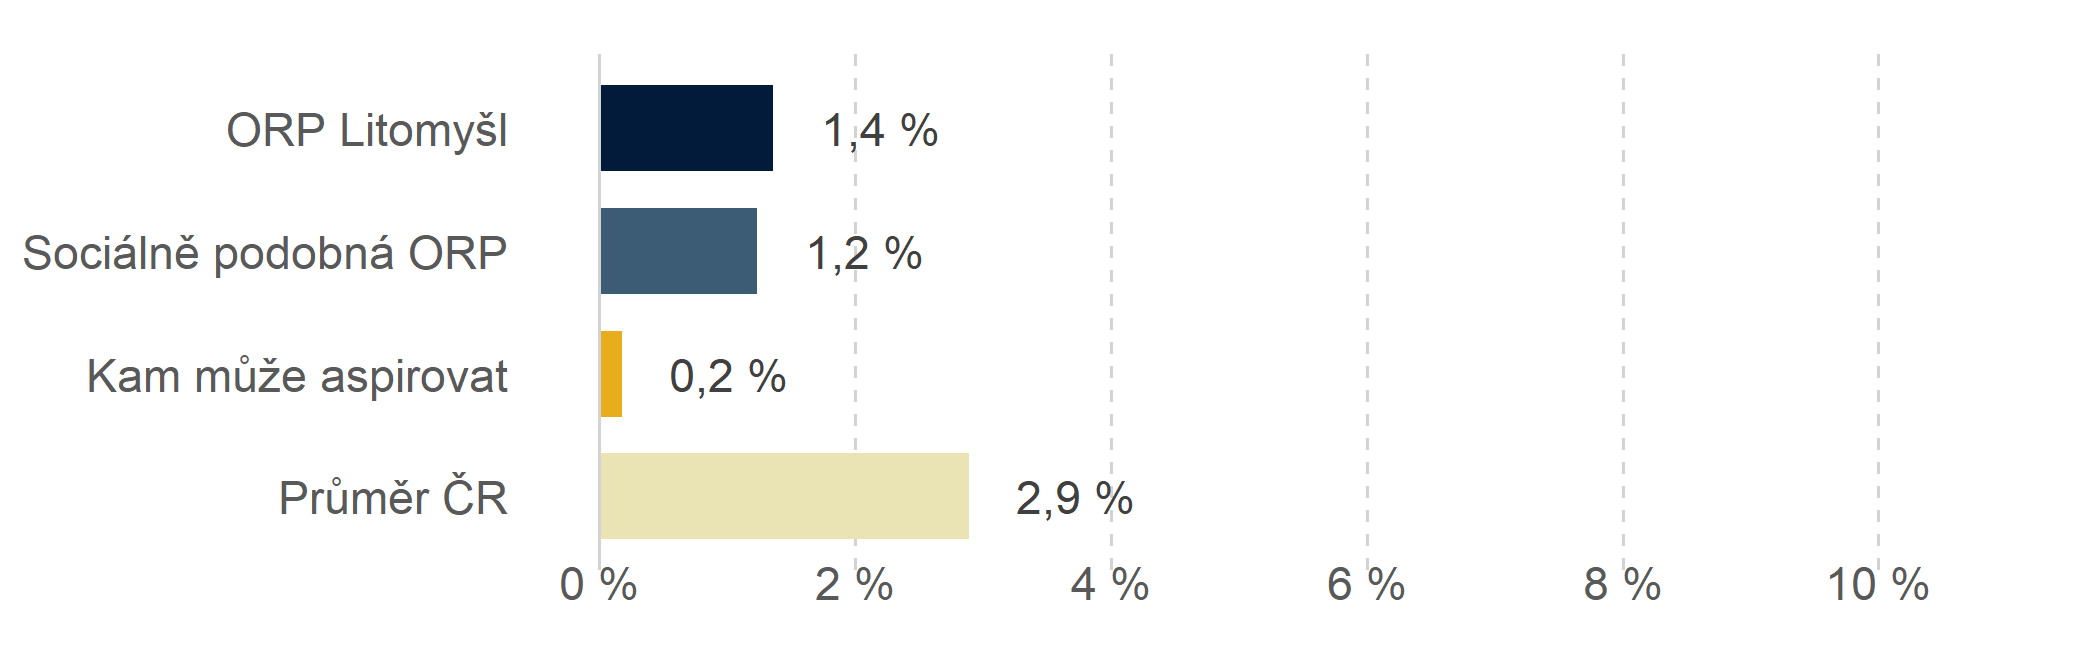 ORP Litomyšl 1,4 %
Sociálně podobná ORP 1,2 %
Kam může aspirovat 0,2 %
Průměr ČR 2,9 %
0 % 2 % 4 % 6 % 8 % 10 %